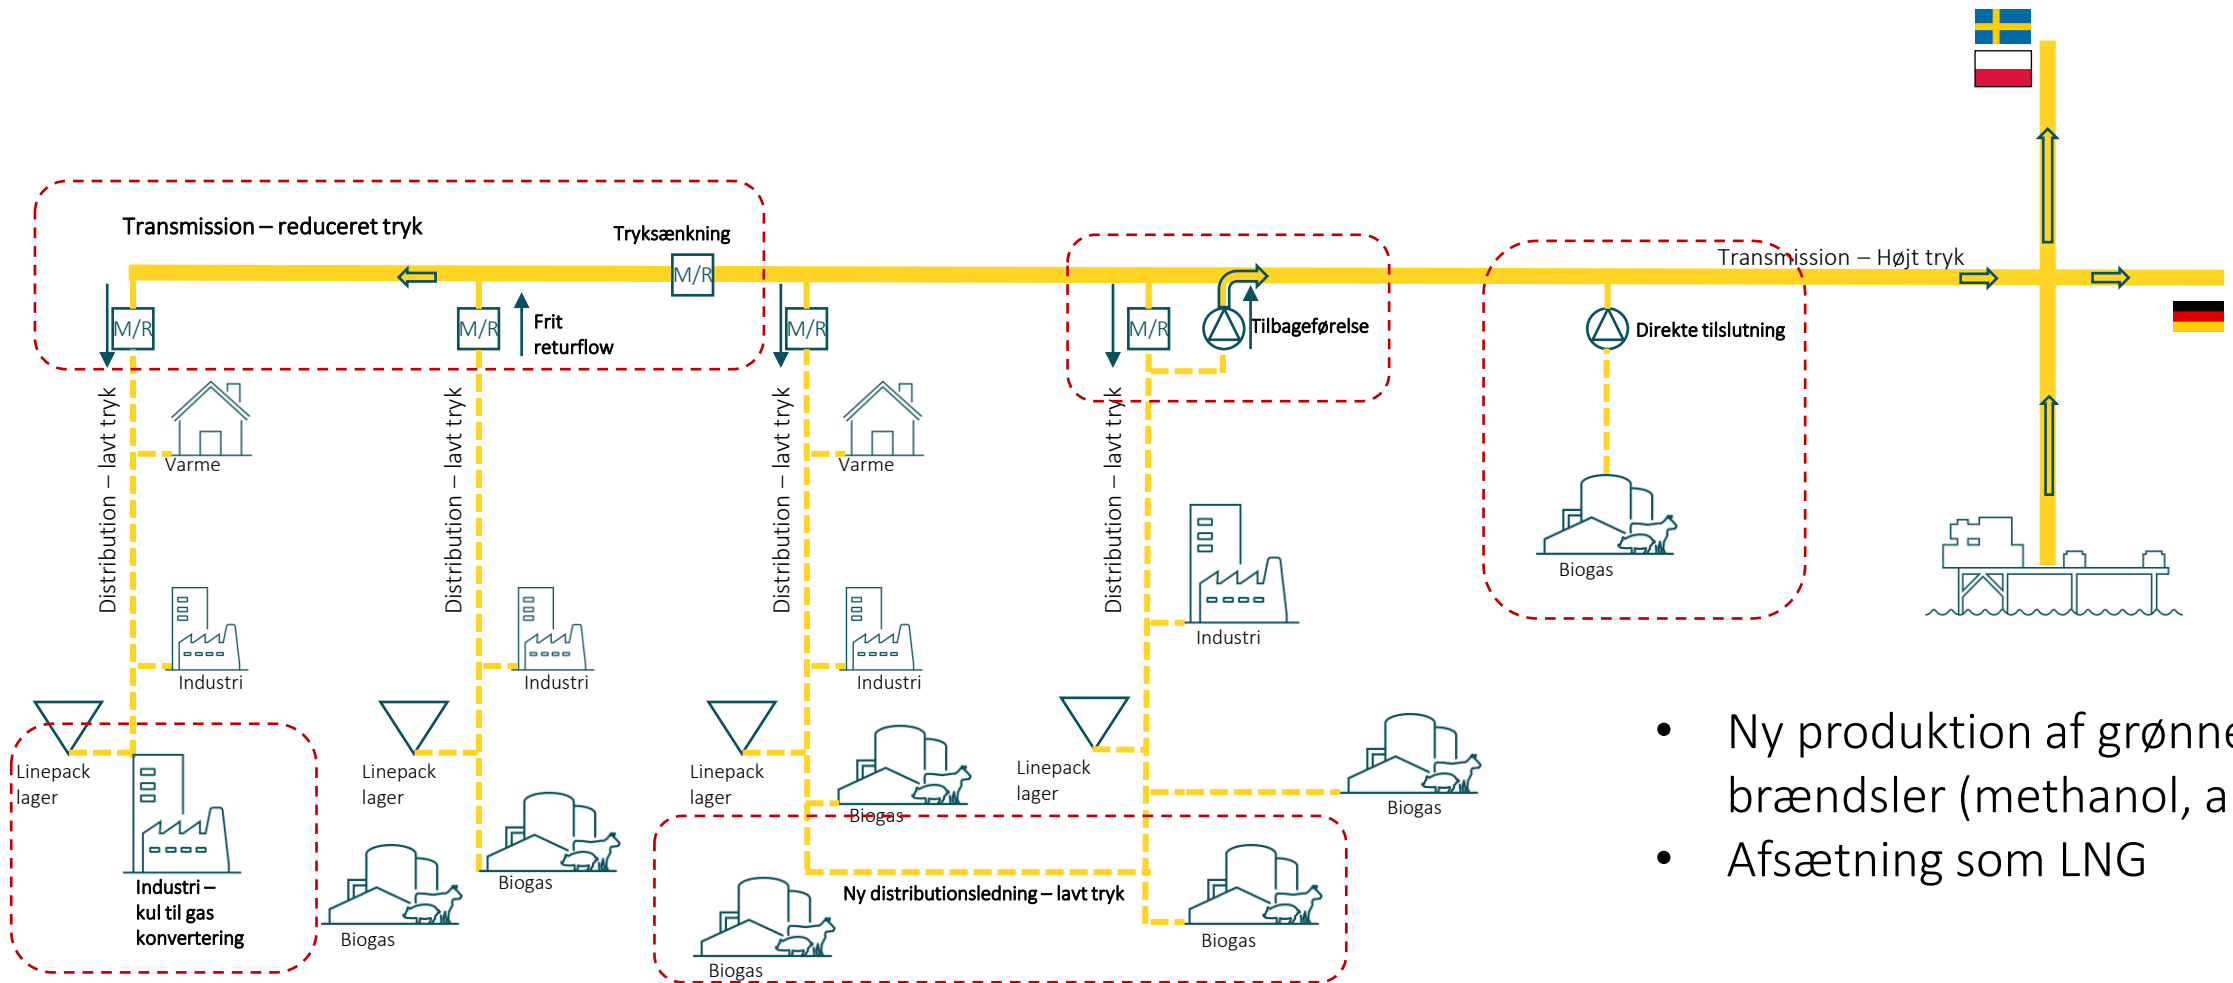 Transmission – reduceret tryk
Tryksænkning
Transmission – Højt tryk
M/R
M/R
M/R
M/R
M/R
Frit
returflow
Tilbageførelse
Direkte tilslutning
Distribution – lavt tryk
Distribution – lavt tryk
Distribution – lavt tryk
Distribution – lavt tryk
Varme
Varme
Biogas
Industri
Industri
Industri
Industri
Linepack
lager
Linepack
lager
Linepack
lager
Linepack
lager
Biogas
Biogas
Biogas
Industri –
kul til gas
konvertering
Biogas
Ny distributionsledning – lavt tryk
Biogas
Biogas
• Ny produktion af grønne
brændsler (methanol, a
• Afsætning som LNG